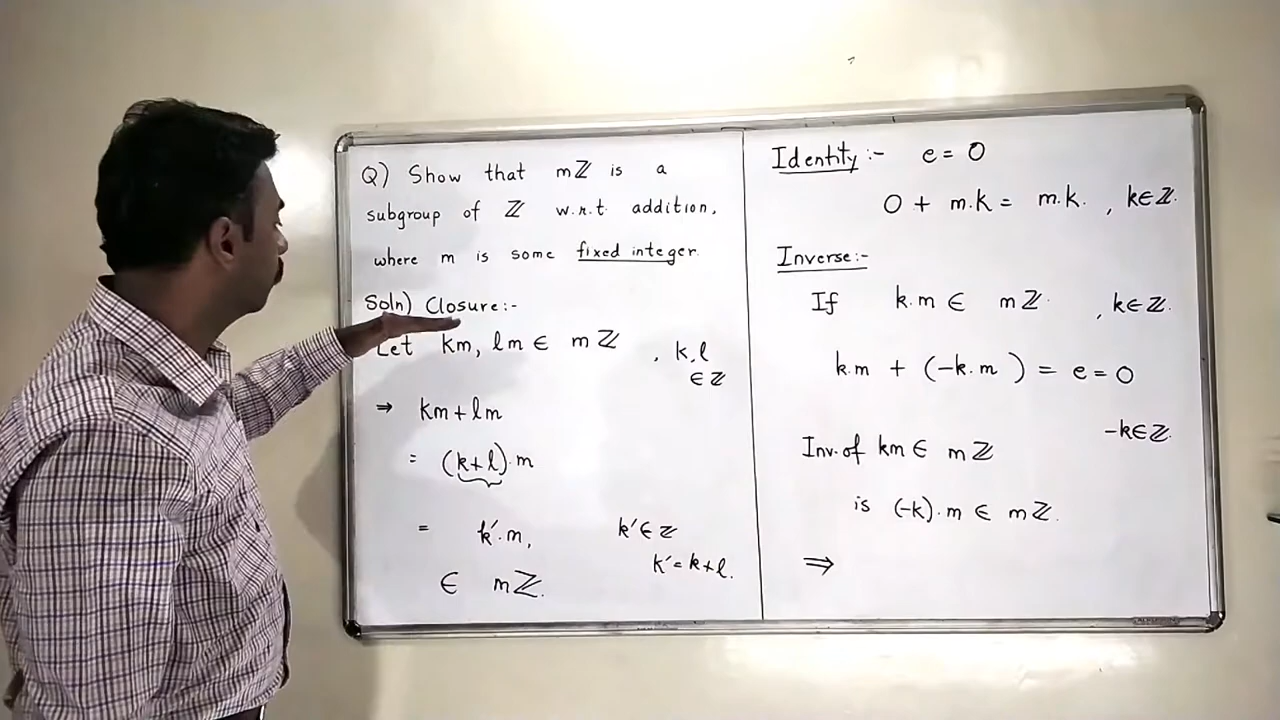 Q) Show that mℤ is a
subgroup of ℤ w.r.t. addition,
where m is some fixed integer.
Soln) Closure:-
Let km, lm ∈ mℤ , k,l
∈ ℤ
⇒ km + lm
= (k+l).m
= k'.m, k' ∈ ℤ
k' = k+l.
∈ mℤ.
Identity :- e = 0
0 + m.k = m.k. , k∈ℤ.
Inverse:-
If k.m ∈ mℤ. , k∈ℤ.
k.m + (-k.m) = e = 0
-k∈ℤ.
Inv. of km ∈ mℤ
is (-k).m ∈ mℤ.
⇒